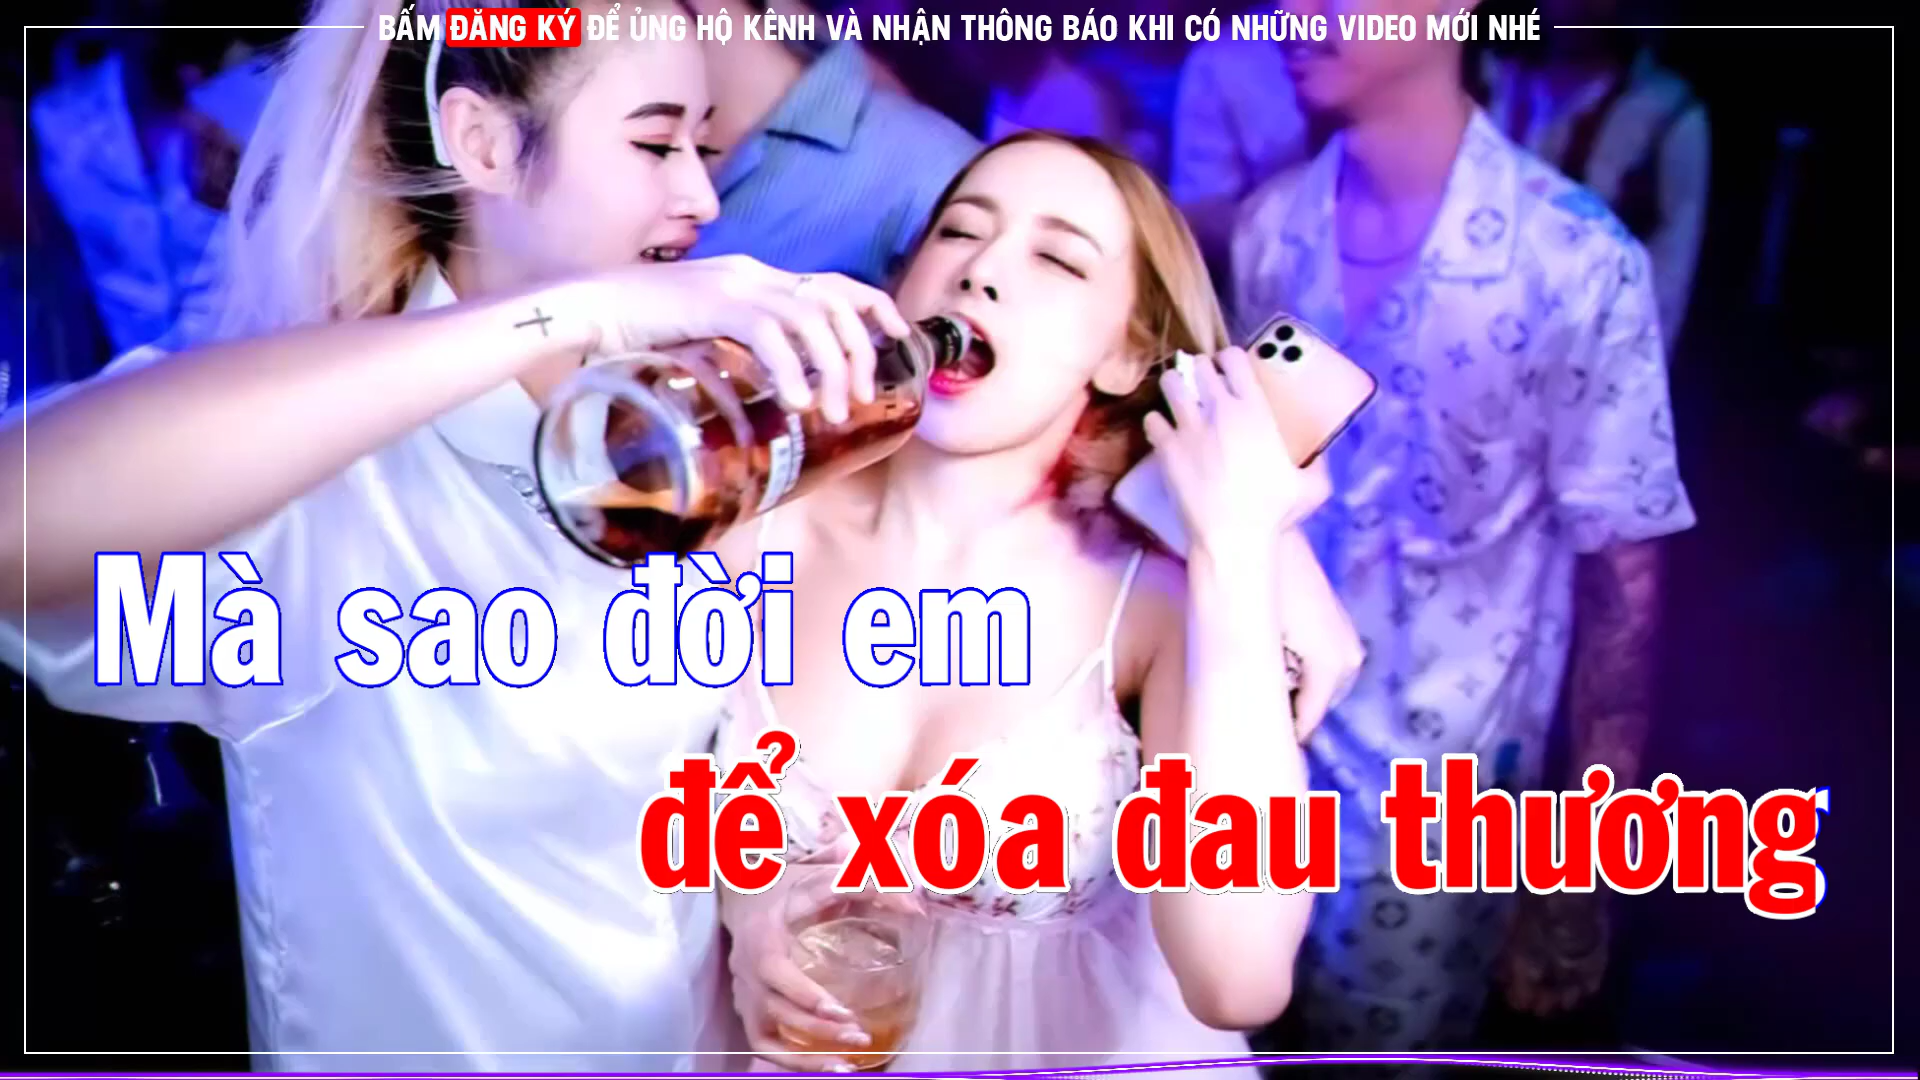 BẤM ĐĂNG KÝ ĐỂ ỦNG HỘ KÊNH VÀ NHẬN THÔNG BÁO KHI CÓ NHỮNG VIDEO MỚI NHÉ
Mà sao đời em
để xóa đau thương